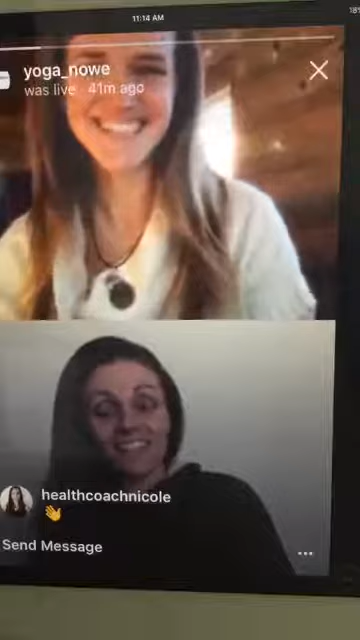 11:14 AM
yoga_nowe
was live · 41m ago
healthcoachnicole
👋
Send Message